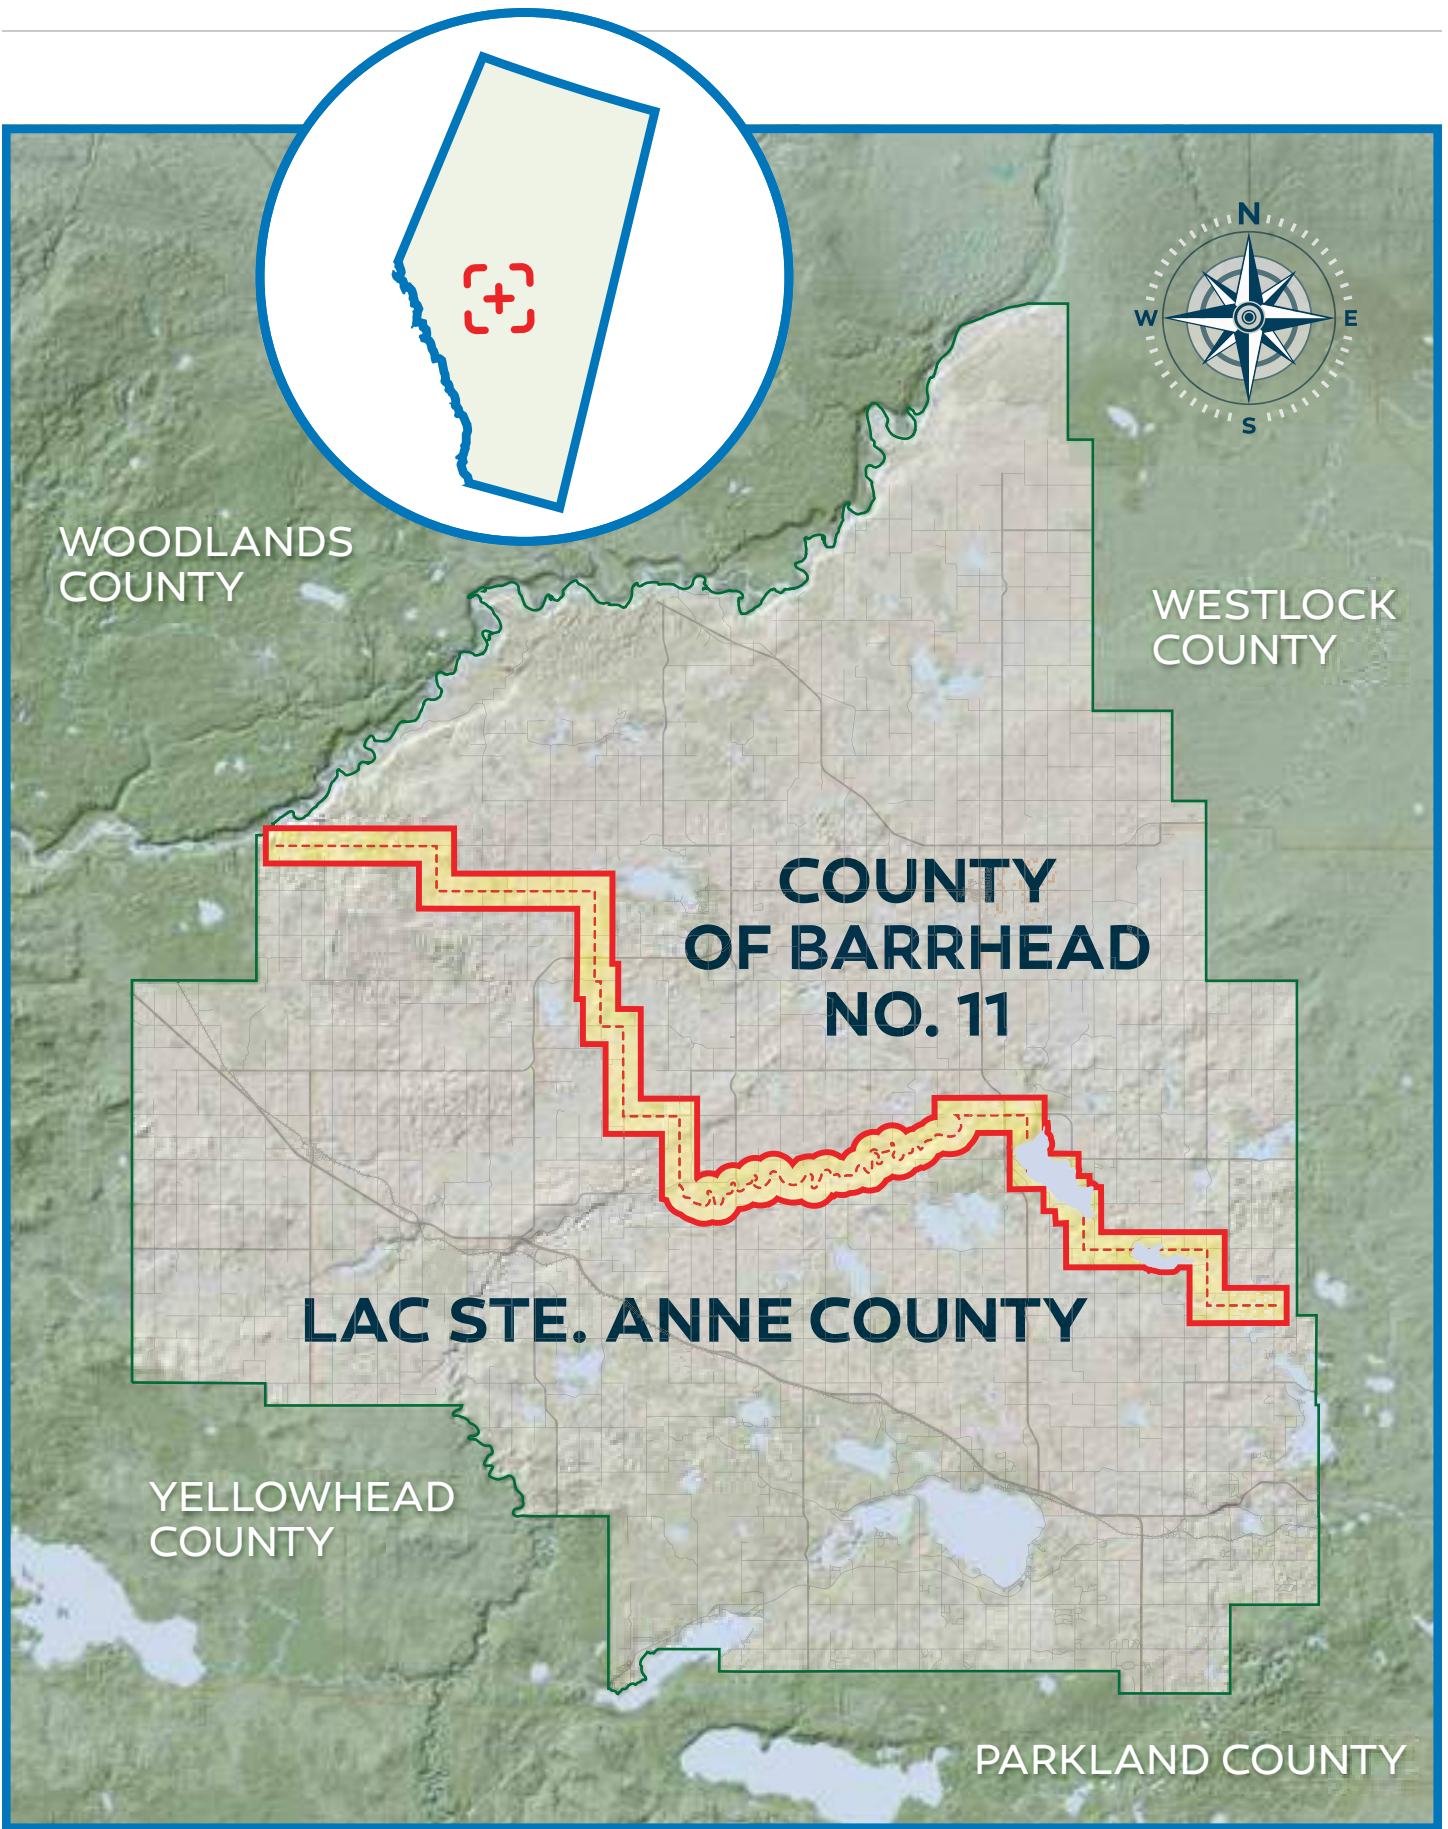 N
W
E
S
WOODLANDS
COUNTY
WESTLOCK
COUNTY
COUNTY
OF BARRHEAD
NO. 11
LAC STE. ANNE COUNTY
YELLOWHEAD
COUNTY
PARKLAND COUNTY